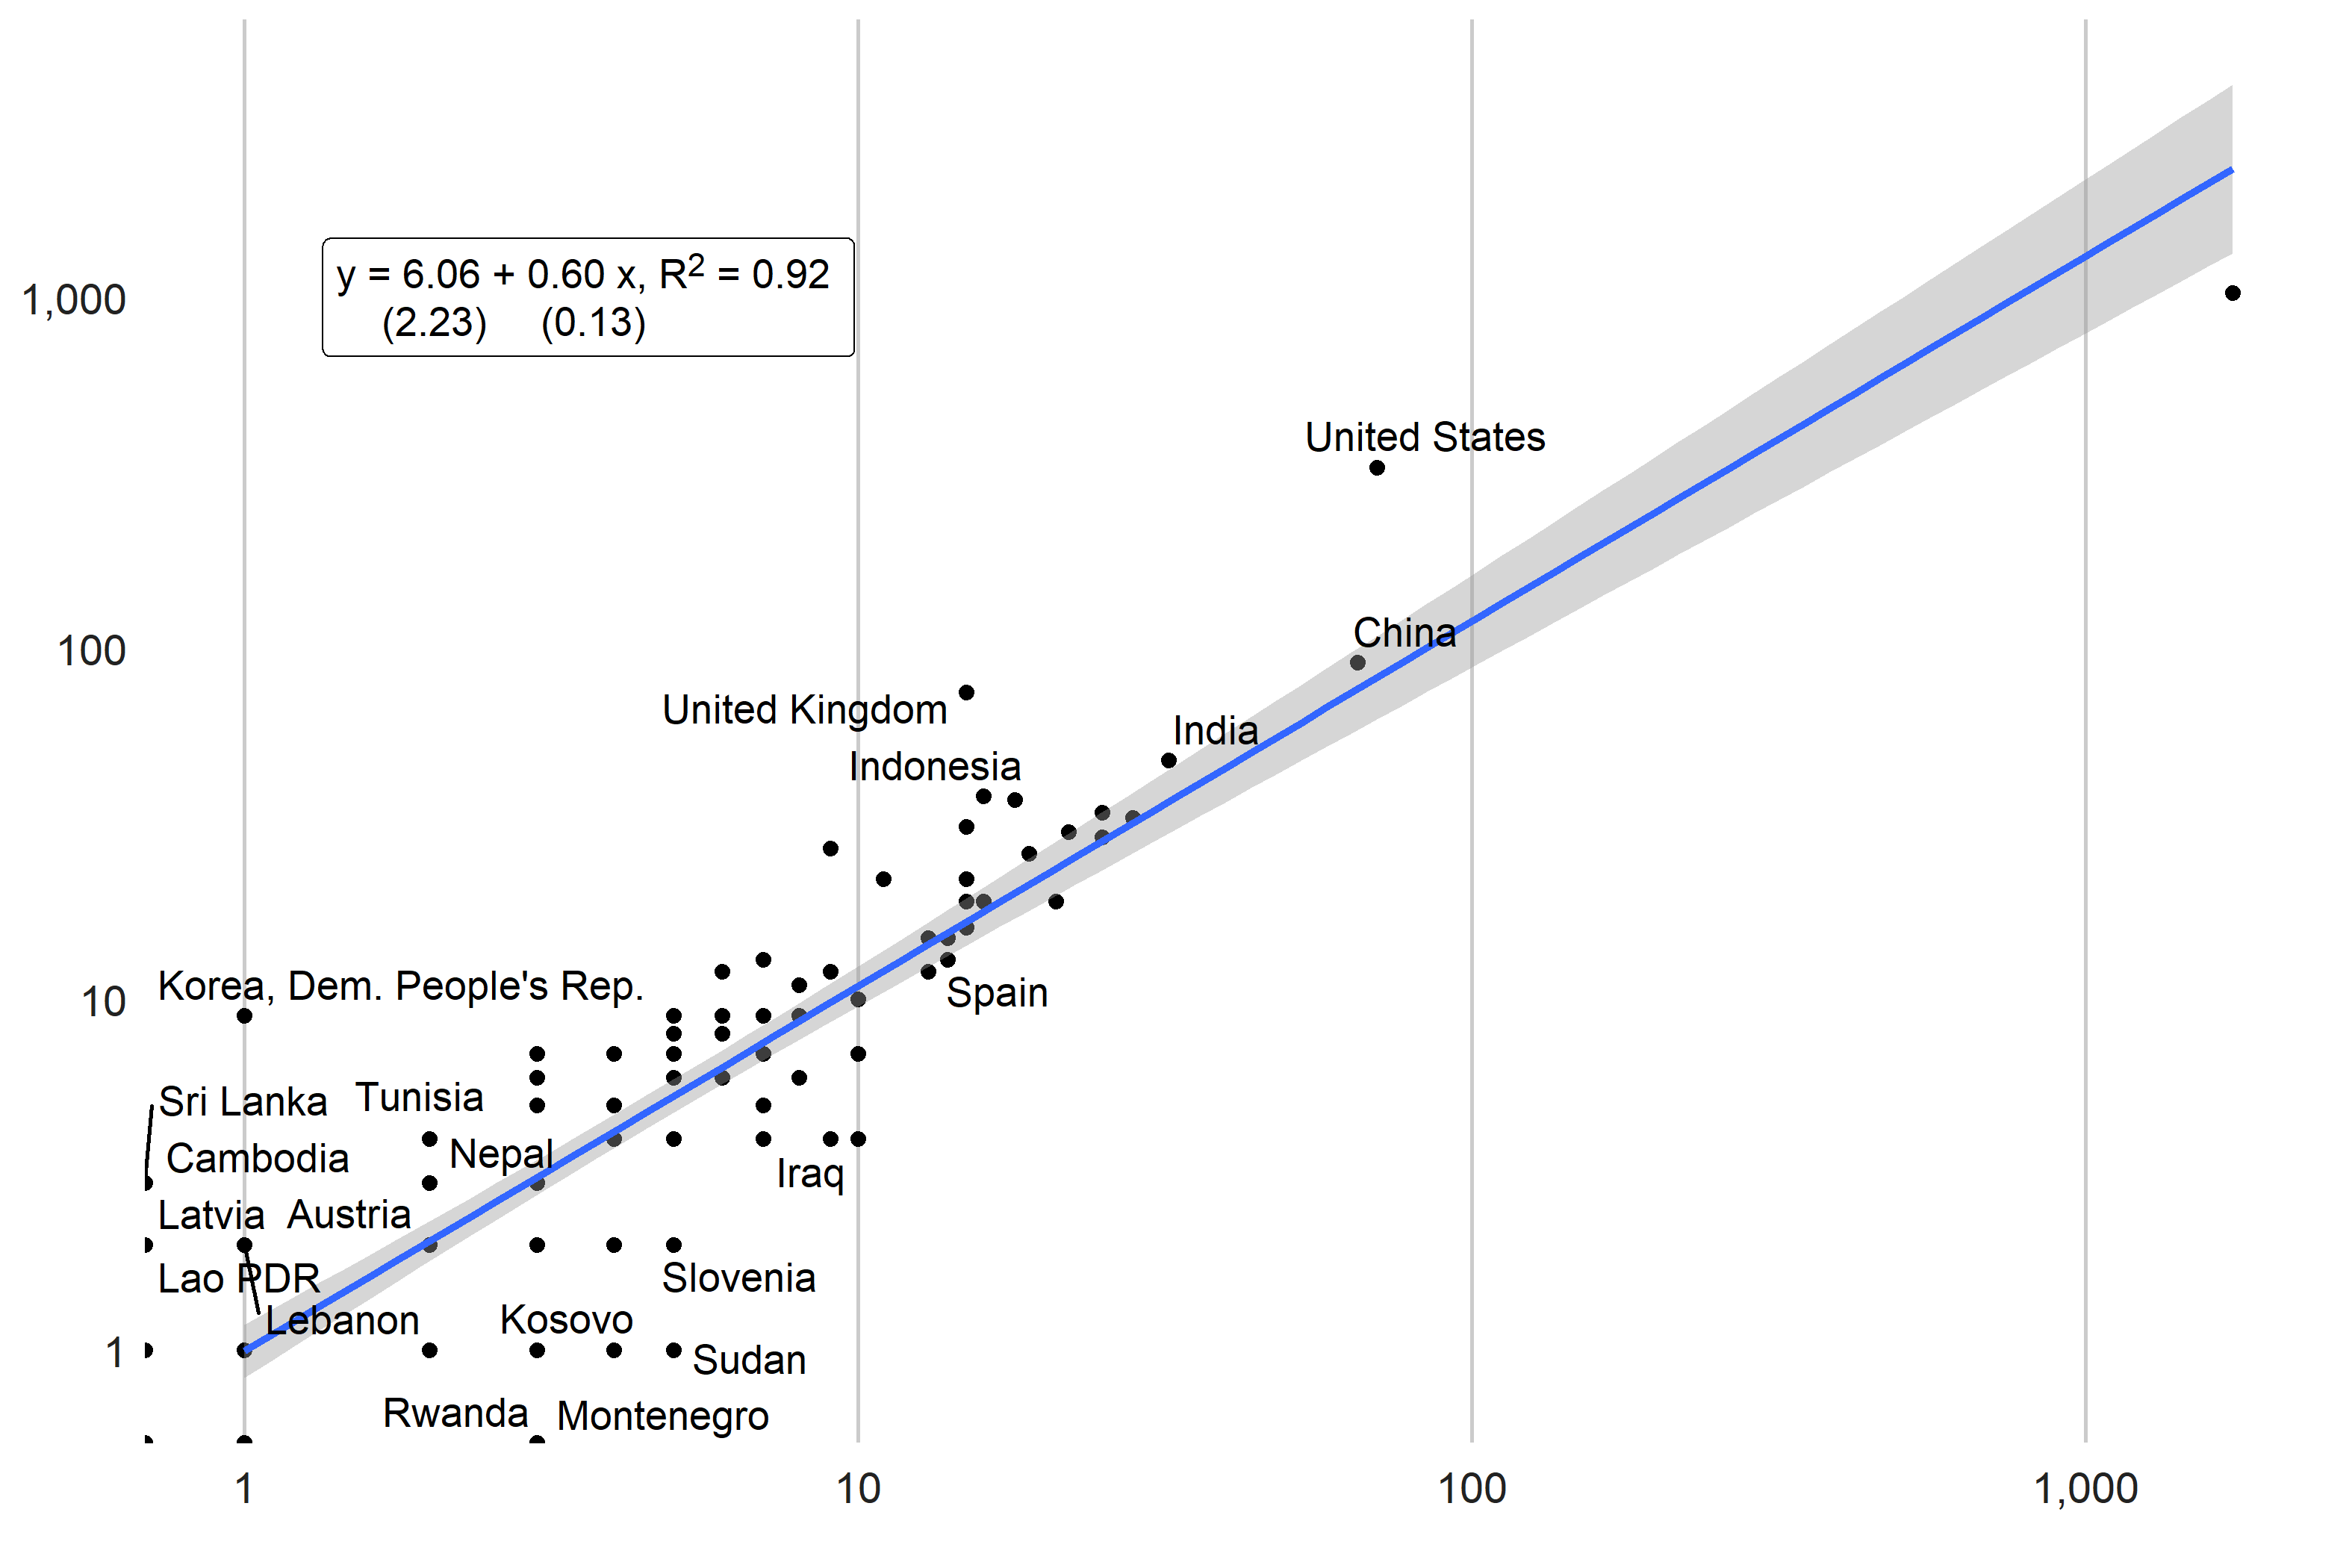 y = 6.06 + 0.60 x, R² = 0.92
(2.23) (0.13)
1,000
United States
China
100
United Kingdom
India
Indonesia
Korea, Dem. People's Rep.
Spain
10
Sri Lanka
Tunisia
Cambodia
Nepal
Iraq
Latvia
Austria
Lao PDR
Slovenia
Lebanon
Kosovo
1
Sudan
Rwanda
Montenegro
1
10
100
1,000